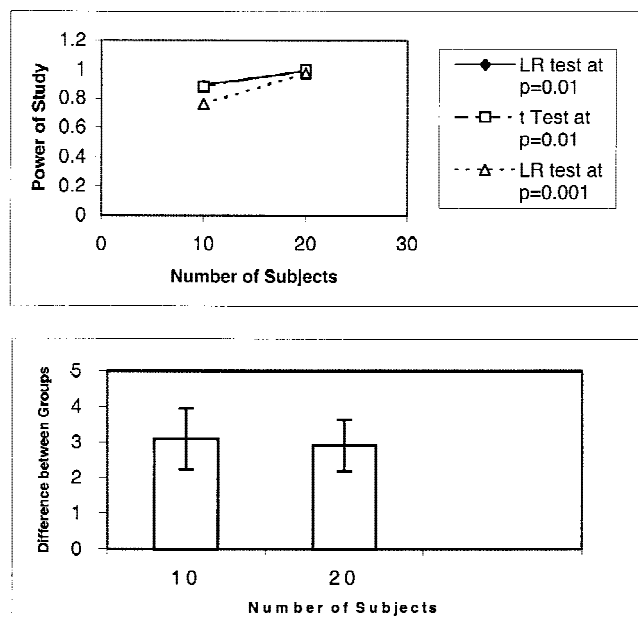 1.2
1
0.8
0.6
0.4
0.2
0
Power of Study
0 10 20 30
Number of Subjects
LR test at
p=0.01
t Test at
p=0.01
LR test at
p=0.001
5
4
3
2
1
0
Difference between Groups
10 20
Number of Subjects